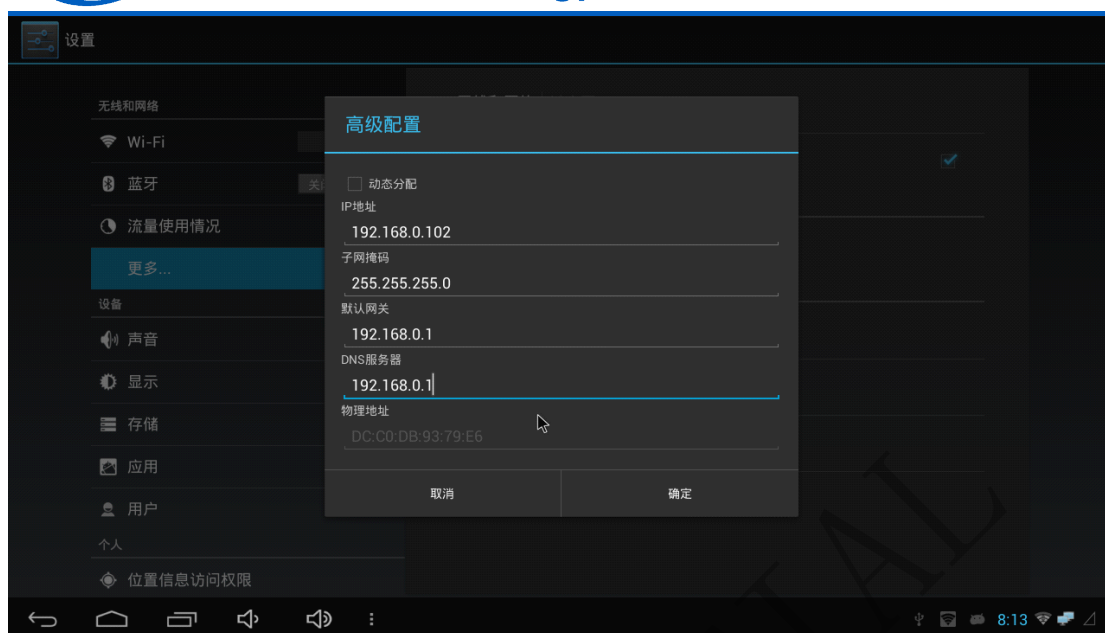 设置
无线和网络
Wi-Fi
蓝牙
流量使用情况
更多...
设备
声音
显示
存储
应用
用户
个人
位置信息访问权限
高级配置
动态分配
IP地址
192.168.0.102
子网掩码
255.255.255.0
默认网关
192.168.0.1
DNS服务器
192.168.0.1
物理地址
DC:C0:DB:93:79:E6
取消
确定
8:13